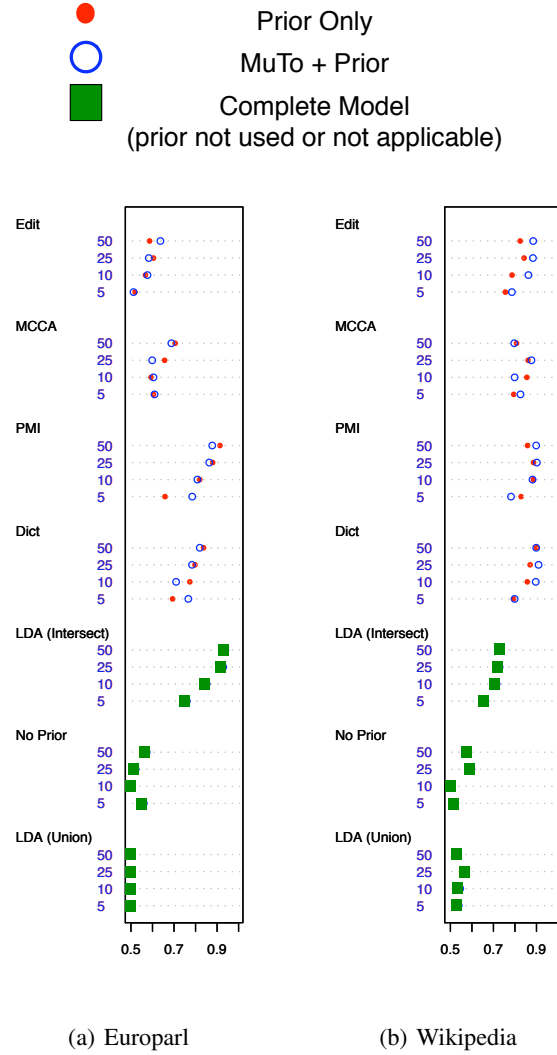 Prior Only
MuTo + Prior
Complete Model
(prior not used or not applicable)
Edit
50
25
10
5
MCCA
50
25
10
5
PMI
50
25
10
5
Dict
50
25
10
5
LDA (Intersect)
50
25
10
5
No Prior
50
25
10
5
LDA (Union)
50
25
10
5
0.5 0.7 0.9
(a) Europarl
Edit
50
25
10
5
MCCA
50
25
10
5
PMI
50
25
10
5
Dict
50
25
10
5
LDA (Intersect)
50
25
10
5
No Prior
50
25
10
5
LDA (Union)
50
25
10
5
0.5 0.7 0.9
(b) Wikipedia